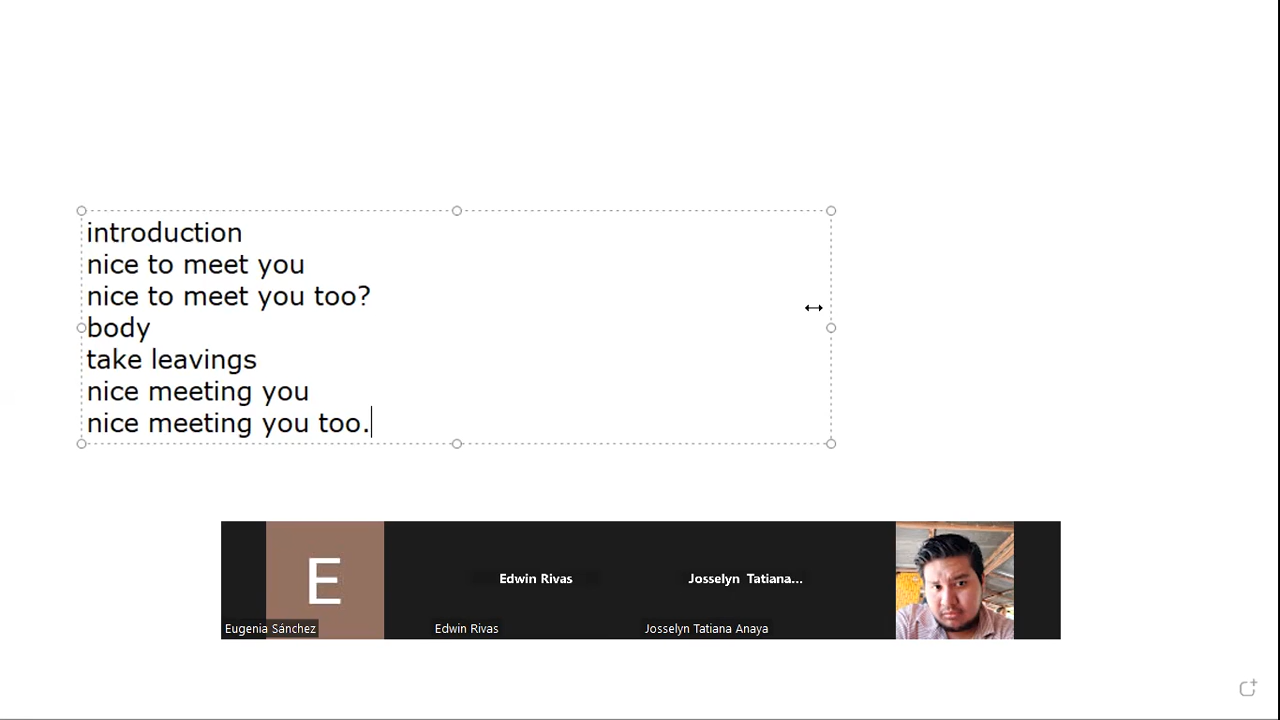 introduction
nice to meet you
nice to meet you too?
body
take leavings
nice meeting you
nice meeting you too.
E
Edwin Rivas
Josselyn Tatiana...
Eugenia Sánchez
Edwin Rivas
Josselyn Tatiana Anaya